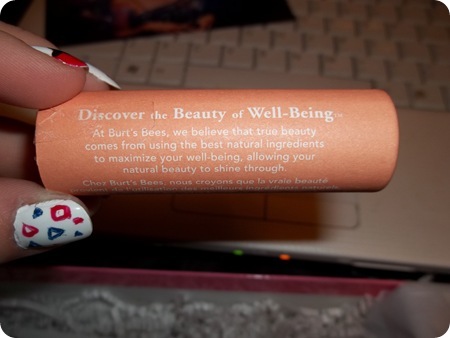 Discover the Beauty of Well-Being™
At Burt's Bees, we believe that true beauty
comes from using the best natural ingredients
to maximize your well-being, allowing your
natural beauty to shine through.
Chez Burt's Bees, nous croyons que la vraie beauté